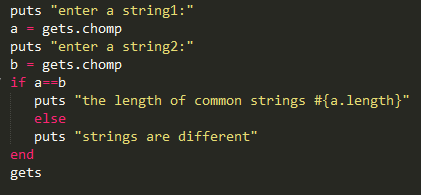 puts "enter a string1:"
a = gets.chomp
puts "enter a string2:"
b = gets.chomp
if a==b
   puts "the length of common strings #{a.length}"
   else
   puts "strings are different"
end
gets